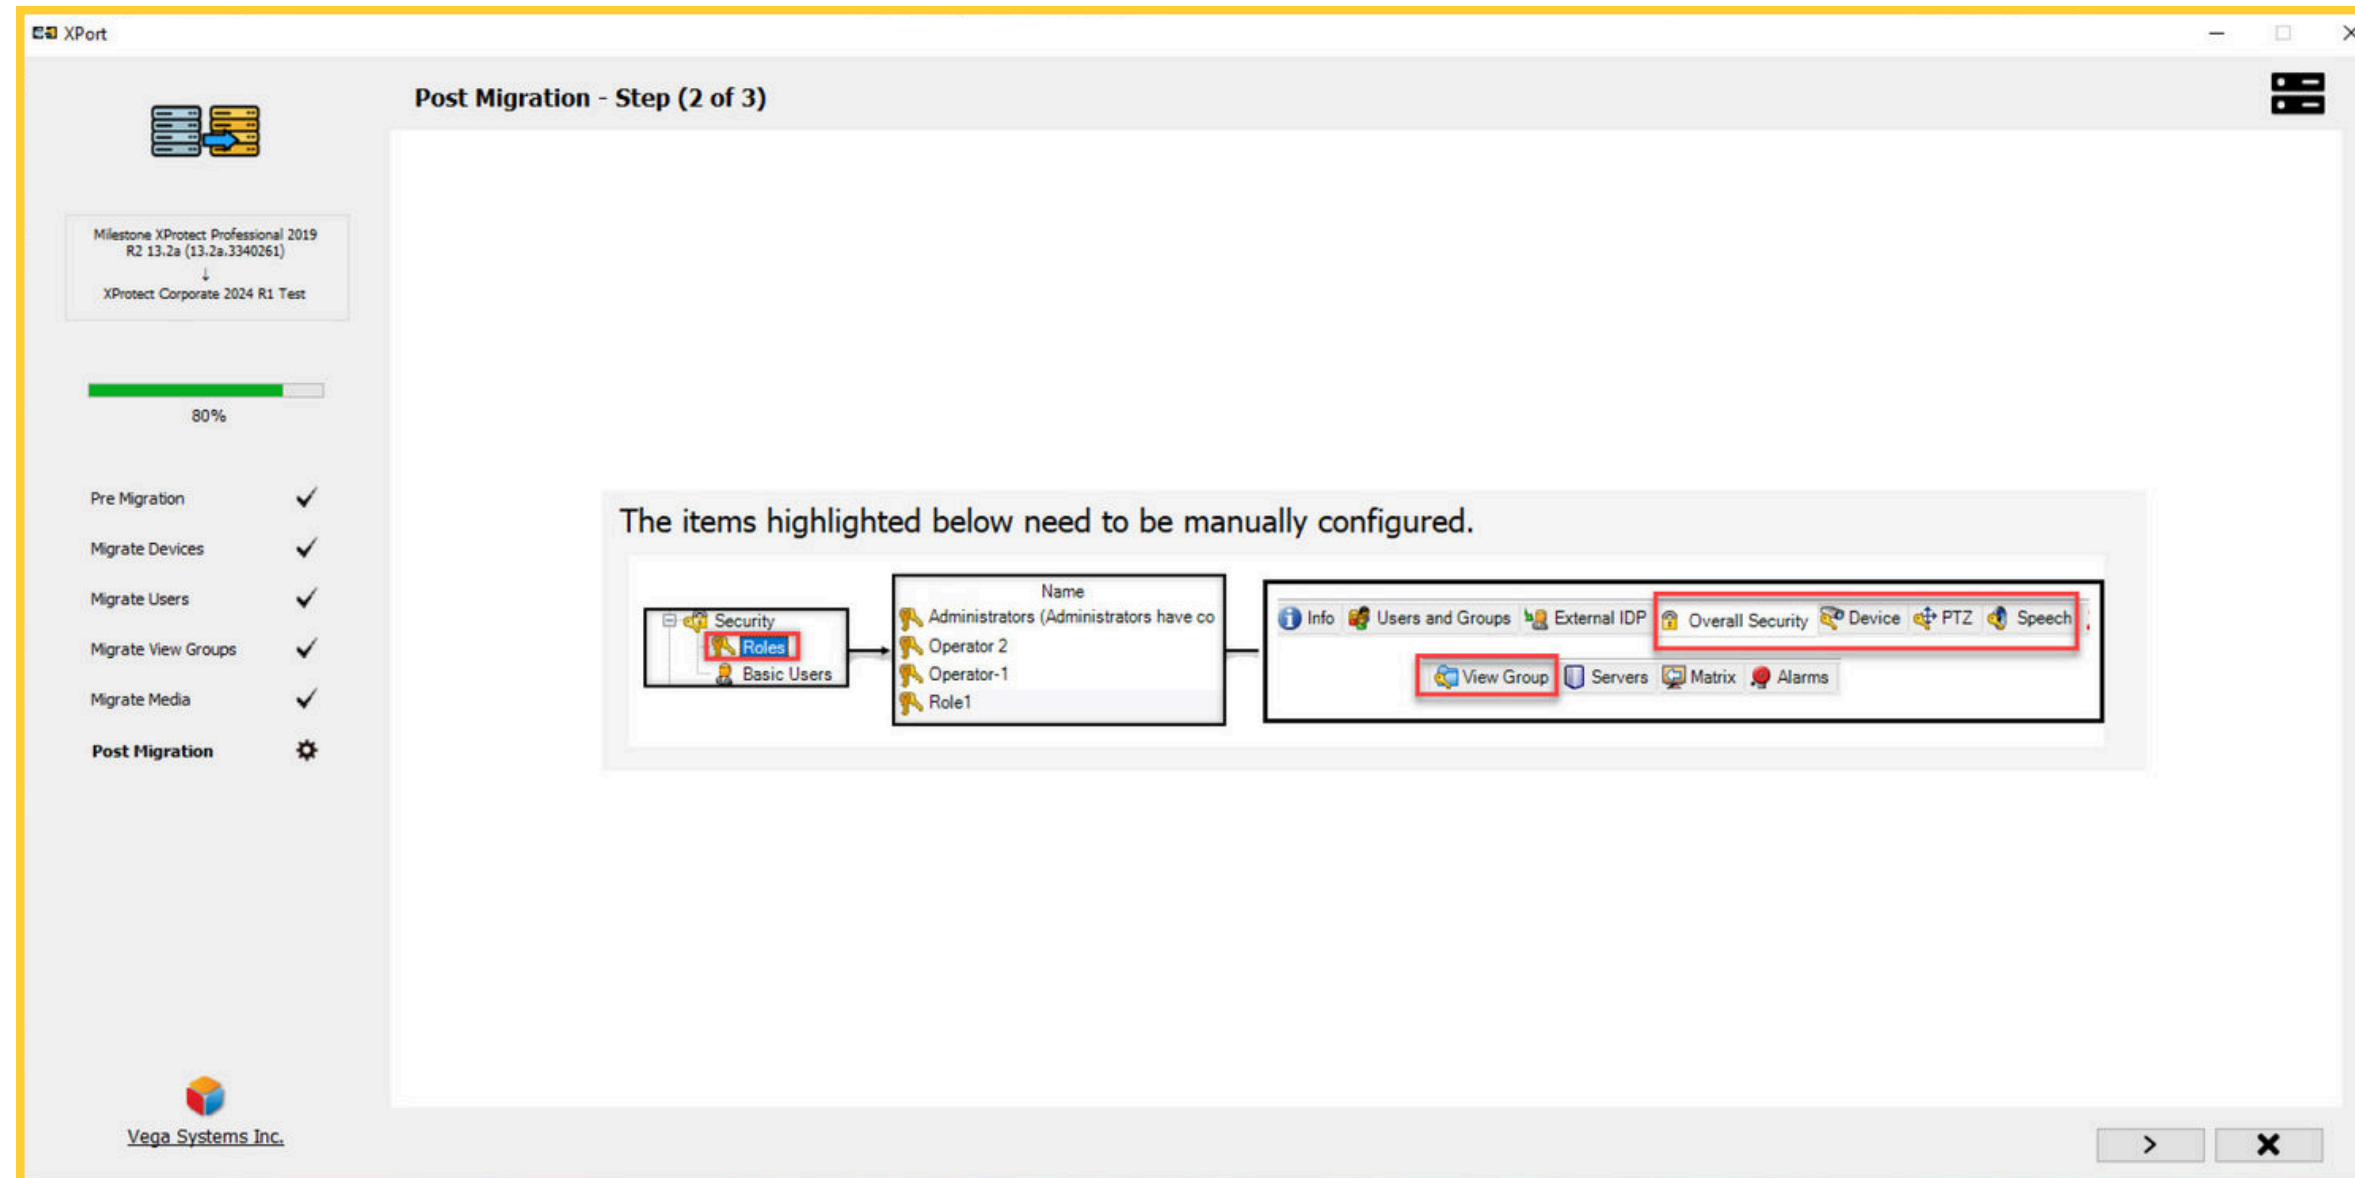 XPort
Post Migration - Step (2 of 3)
Milestone XProtect Professional 2019
R2 13.2a (13.2a.3340261)
↓
XProtect Corporate 2024 R1 Test
80%
Pre Migration
Migrate Devices
Migrate Users
Migrate View Groups
Migrate Media
Post Migration
The items highlighted below need to be manually configured.
Security
Roles
Basic Users
Name
Administrators (Administrators have co
Operator 2
Operator-1
Role1
Info Users and Groups External IDP Overall Security Device PTZ Speech
View Group Servers Matrix Alarms
Vega Systems Inc.